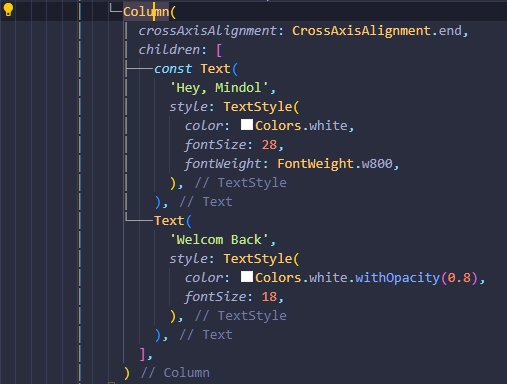 Column(
crossAxisAlignment: CrossAxisAlignment.end,
children: [
const Text(
'Hey, Mindol',
style: TextStyle(
color: Colors.white,
fontSize: 28,
fontWeight: FontWeight.w800,
), // TextStyle
), // Text
Text(
'Welcom Back',
style: TextStyle(
color: Colors.white.withOpacity(0.8),
fontSize: 18,
), // TextStyle
), // Text
],
) // Column